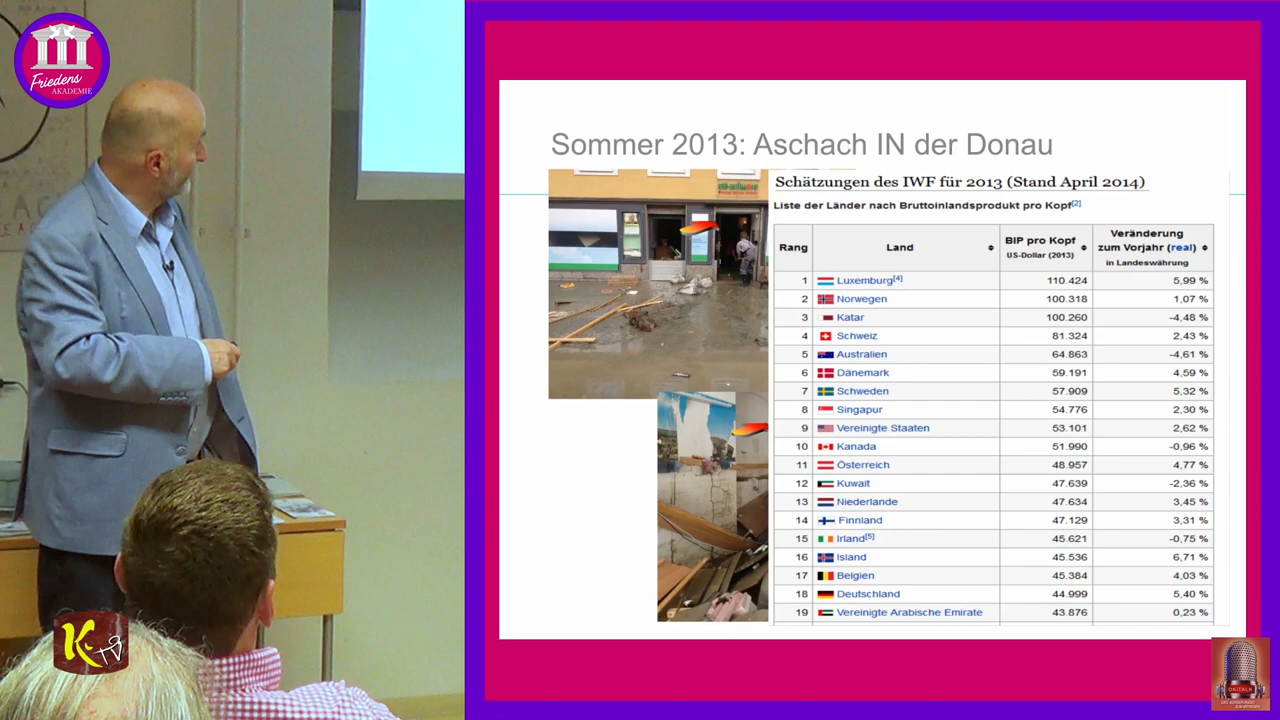 Friedens
AKADEMIE
Sommer 2013: Aschach IN der Donau
Schätzungen des IWF für 2013 (Stand April 2014)
Liste der Länder nach Bruttoinlandsprodukt pro Kopf[2]
Rang Land BIP pro Kopf US-Dollar (2013) Veränderung zum Vorjahr (real) in Landeswährung
1 Luxemburg[4] 110.424 5,99 %
2 Norwegen 100.318 1,07 %
3 Katar 100.260 -4,48 %
4 Schweiz 81.324 2,43 %
5 Australien 64.863 -4,61 %
6 Dänemark 59.191 4,59 %
7 Schweden 57.909 5,32 %
8 Singapur 54.776 2,30 %
9 Vereinigte Staaten 53.101 2,62 %
10 Kanada 51.990 -0,96 %
11 Österreich 48.957 4,77 %
12 Kuwait 47.639 -2,36 %
13 Niederlande 47.634 3,45 %
14 Finnland 47.129 3,31 %
15 Irland[5] 45.621 -0,75 %
16 Island 45.536 6,71 %
17 Belgien 45.384 4,03 %
18 Deutschland 44.999 5,40 %
19 Vereinigte Arabische Emirate 43.876 0,23 %
K-TV
OKiTALK